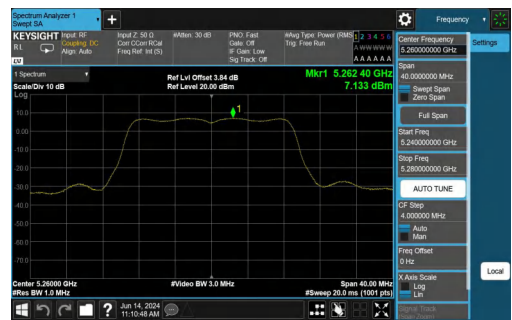 Spectrum Analyzer 1
Swept SA
+
Frequency
KEYSIGHT
Input: RF
Coupling: DC
Align: Auto
RL
LV
Input Z: 50 Ω
Corr CCorr RCal
Freq Ref: Int (S)
#Atten: 30 dB
PNO: Fast
Gate: Off
IF Gain: Low
Sig Track: Off
#Avg Type: Power (RMS)
Trig: Free Run
1 2 3 4 5 6
A W W W W W
A A A A A A
1 Spectrum
Scale/Div 10 dB
Log
Ref Lvl Offset 3.84 dB
Ref Level 20.00 dBm
Mkr1 5.262 40 GHz
7.133 dBm
1
10.0
0.00
-10.0
-20.0
-30.0
-40.0
-50.0
-60.0
-70.0
Center 5.26000 GHz
#Res BW 1.0 MHz
#Video BW 3.0 MHz
Span 40.00 MHz
#Sweep 20.0 ms (1001 pts)
Center Frequency
5.260000000 GHz
Span
40.0000000 MHz
Swept Span
Zero Span
Full Span
Start Freq
5.240000000 GHz
Stop Freq
5.280000000 GHz
AUTO TUNE
CF Step
4.000000 MHz
Auto
Man
Freq Offset
0 Hz
X Axis Scale
Log
Lin
Signal Track
(Span Zoom)
Settings
Local
?
Jun 14, 2024
11:10:48 AM